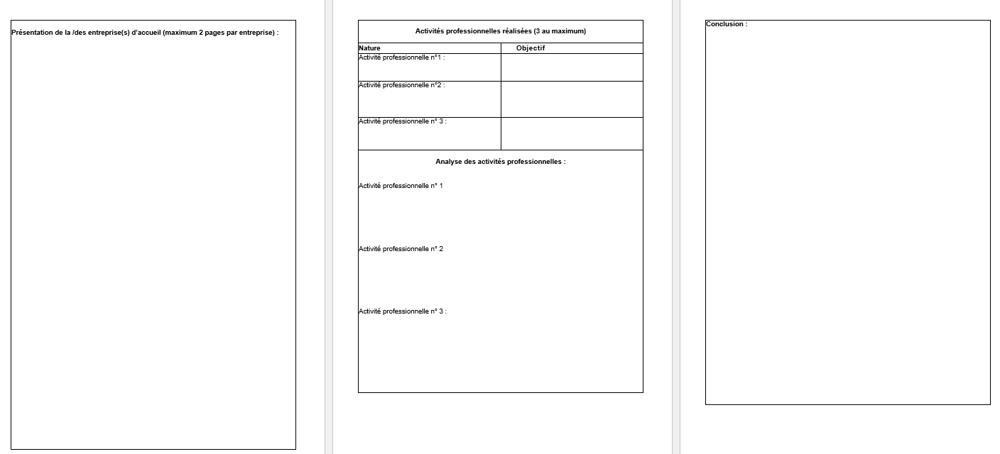 Présentation de la /des entreprise(s) d'accueil (maximum 2 pages par entreprise) :
Activités professionnelles réalisées (3 au maximum)
Nature Objectif
Activité professionnelle n°1 :
Activité professionnelle n°2 :
Activité professionnelle n° 3 :
Analyse des activités professionnelles :
Activité professionnelle n° 1
Activité professionnelle n° 2
Activité professionnelle n° 3 :
Conclusion :